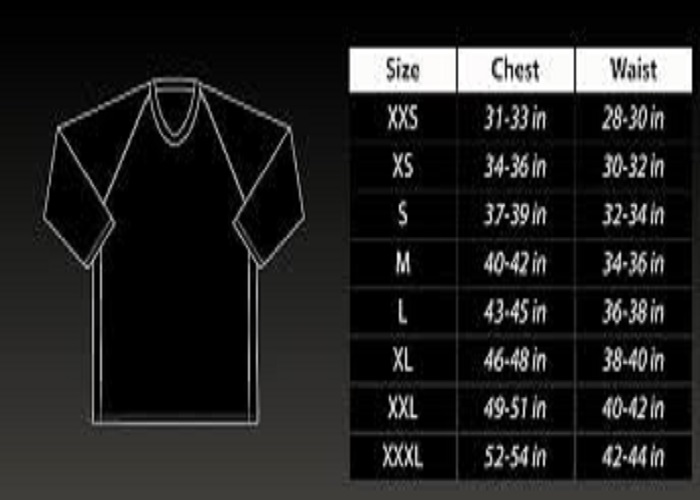 Size Chest Waist
XXS 31-33 in 28-30 in
XS 34-36 in 30-32 in
S 37-39 in 32-34 in
M 40-42 in 34-36 in
L 43-45 in 36-38 in
XL 46-48 in 38-40 in
XXL 49-51 in 40-42 in
XXXL 52-54 in 42-44 in